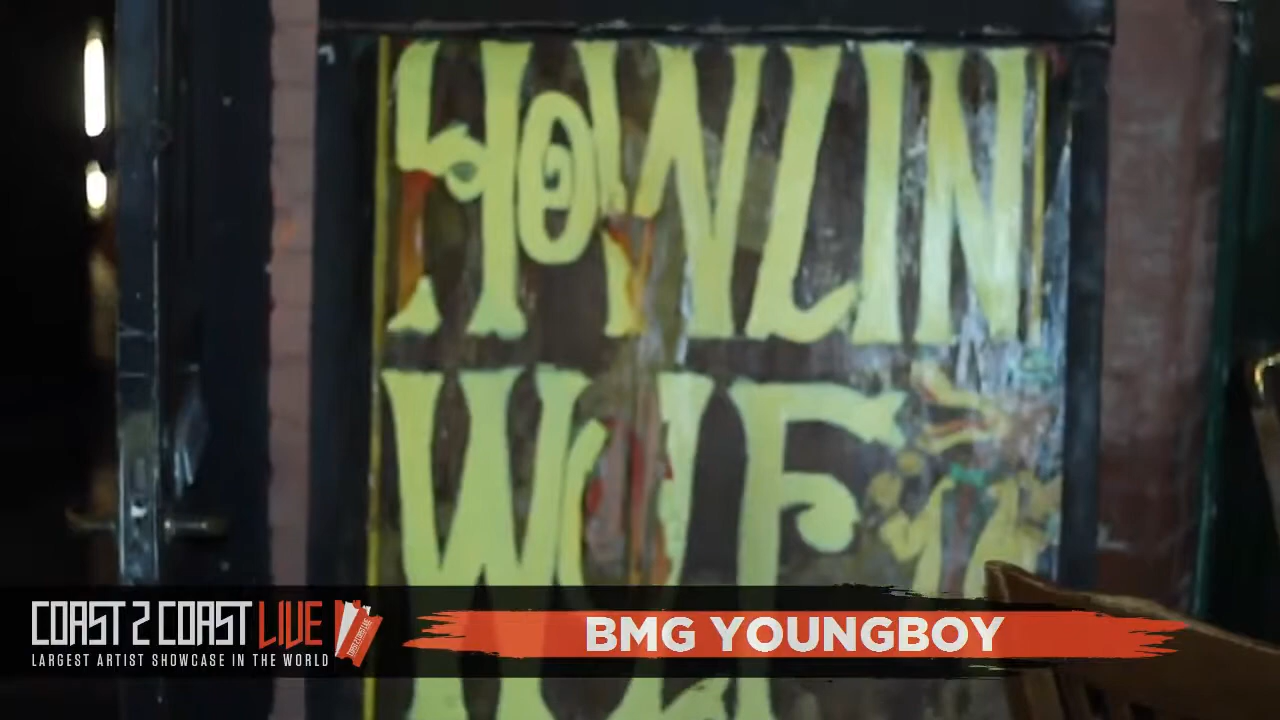 HOWLIN
WOLF
COAST 2 COAST LIVE
LARGEST ARTIST SHOWCASE IN THE WORLD
BMG YOUNGBOY